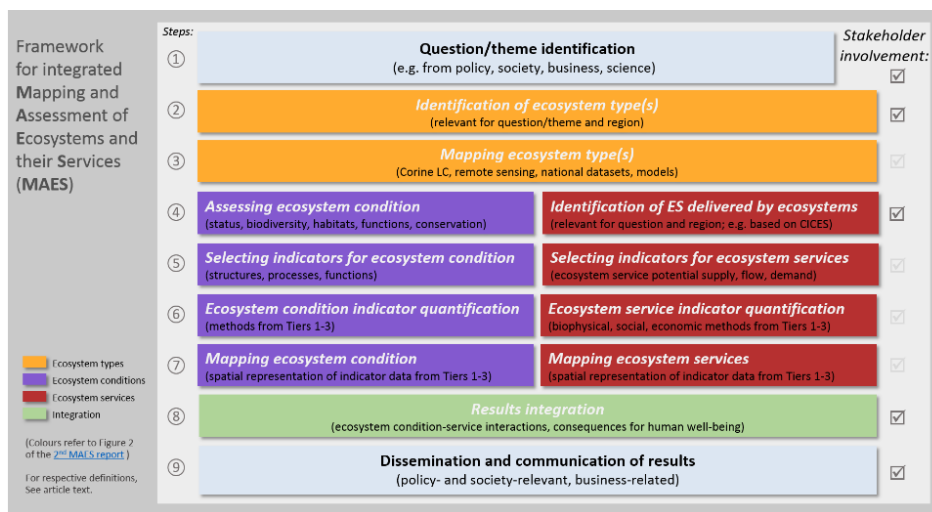 Framework
for integrated
Mapping and
Assessment of
Ecosystems and
their Services
(MAES)
Steps:
Stakeholder
involvement:
① Question/theme identification
(e.g. from policy, society, business, science)
② Identification of ecosystem type(s)
(relevant for question/theme and region)
③ Mapping ecosystem type(s)
(Corine LC, remote sensing, national datasets, models)
④ Assessing ecosystem condition
(status, biodiversity, habitats, functions, conservation)
Identification of ES delivered by ecosystems
(relevant for question and region; e.g. based on CICES)
⑤ Selecting indicators for ecosystem condition
(structures, processes, functions)
Selecting indicators for ecosystem services
(ecosystem service potential supply, flow, demand)
⑥ Ecosystem condition indicator quantification
(methods from Tiers 1-3)
Ecosystem service indicator quantification
(biophysical, social, economic methods from Tiers 1-3)
⑦ Mapping ecosystem condition
(spatial representation of indicator data from Tiers 1-3)
Mapping ecosystem services
(spatial representation of indicator data from Tiers 1-3)
⑧ Results integration
(ecosystem condition-service interactions, consequences for human well-being)
⑨ Dissemination and communication of results
(policy- and society-relevant, business-related)
Ecosystem types
Ecosystem conditions
Ecosystem services
Integration
(Colours refer to Figure 2
of the 2nd MAES report )
For respective definitions,
See article text.